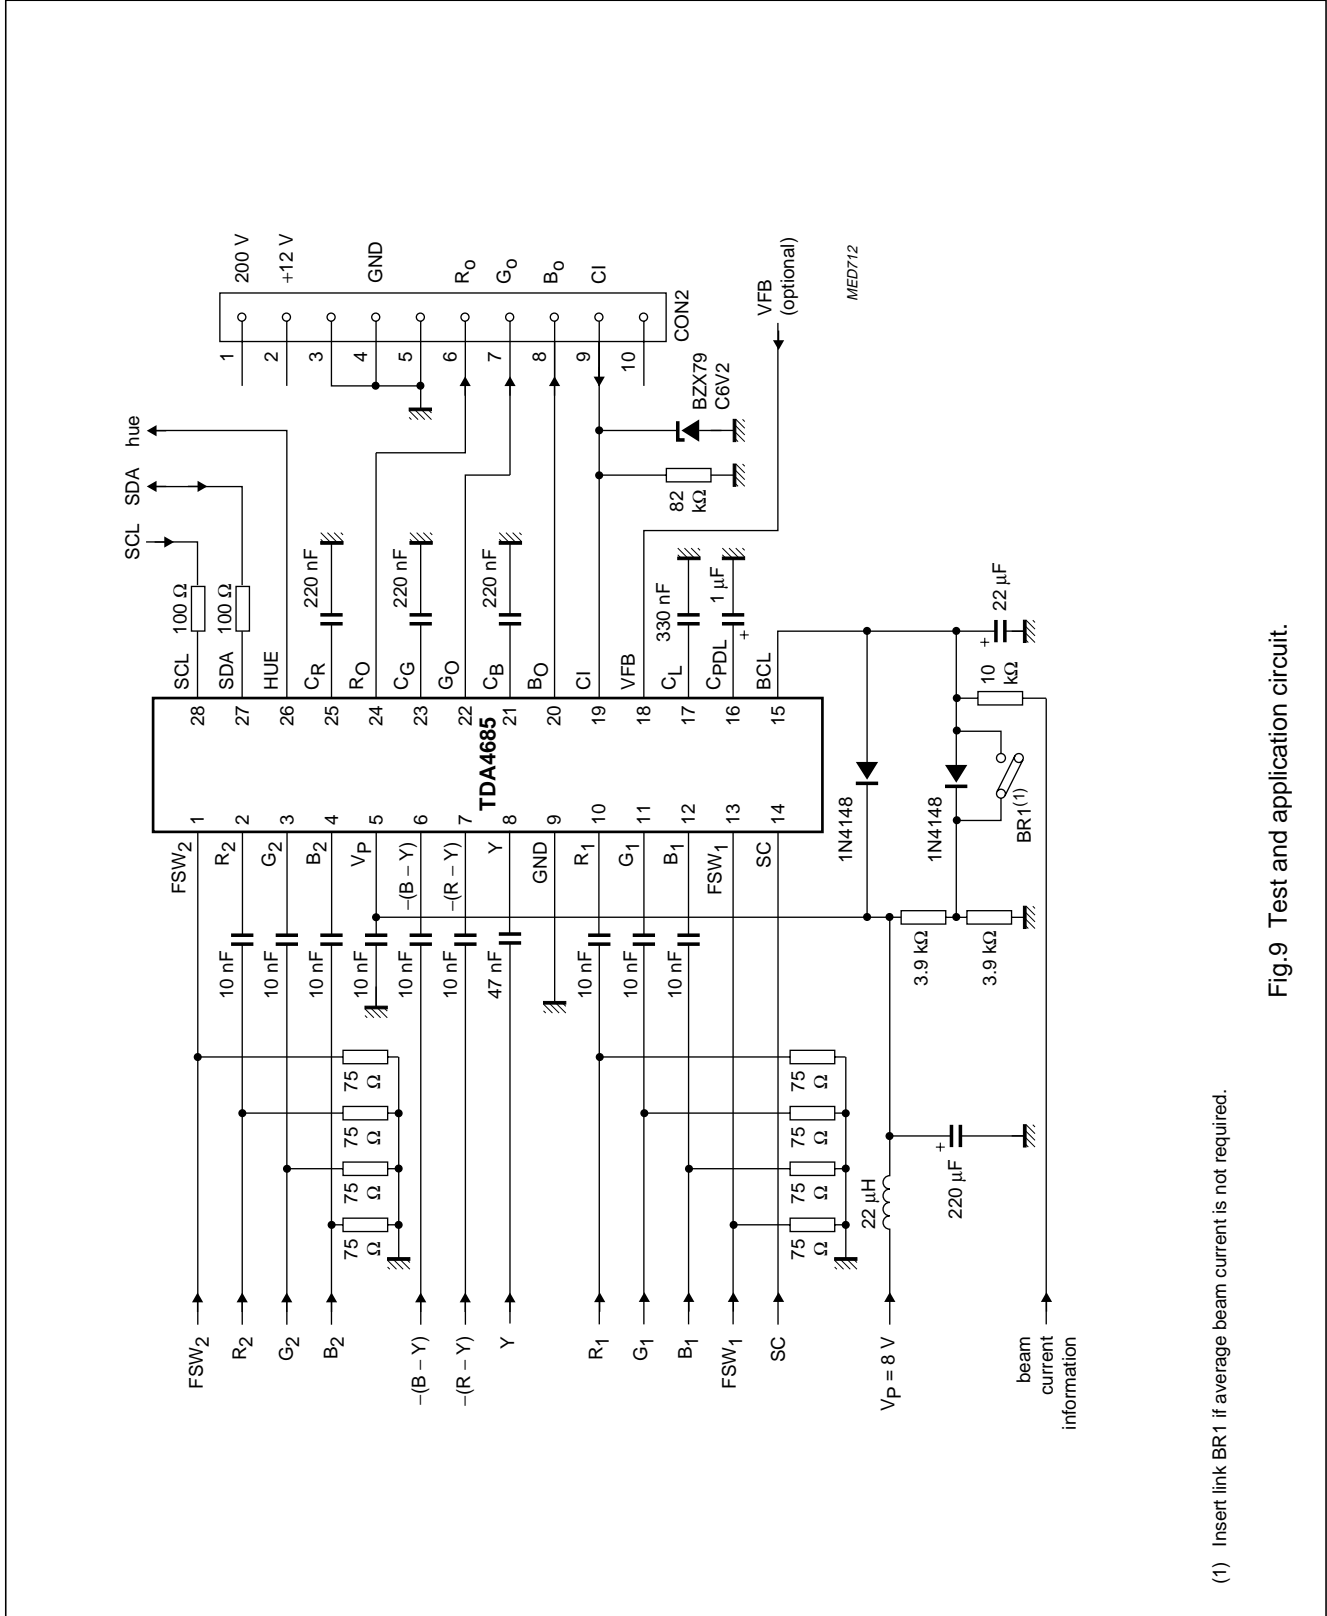 SCL
SDA
hue
100 Ω
100 Ω
220 nF
220 nF
220 nF
330 nF
1 µF
+
82
kΩ
BZX79
C6V2
1
2
3
4
5
6
7
8
9
10
200 V
+12 V
GND
RO
GO
BO
CI
CON2
VFB
(optional)
MED712
SCL
SDA
HUE
CR
RO
CG
GO
CB
BO
CI
VFB
CL
CPDL
BCL
28
27
26
25
24
23
22
21
20
19
18
17
16
15
TDA4685
1
2
3
4
5
6
7
8
9
10
11
12
13
14
FSW2
R2
G2
B2
VP
−(B − Y)
−(R − Y)
Y
GND
R1
G1
B1
FSW1
SC
10 nF
10 nF
10 nF
10 nF
10 nF
10 nF
47 nF
10 nF
10 nF
10 nF
75
Ω
75
Ω
75
Ω
75
Ω
75
Ω
75
Ω
75
Ω
75
Ω
1N4148
1N4148
BR1(1)
10
kΩ
+
22 µF
3.9 kΩ
3.9 kΩ
22 µH
+
220 µF
FSW2
R2
G2
B2
−(B − Y)
−(R − Y)
Y
R1
G1
B1
FSW1
SC
VP = 8 V
beam
current
information
(1) Insert link BR1 if average beam current is not required.
Fig.9 Test and application circuit.